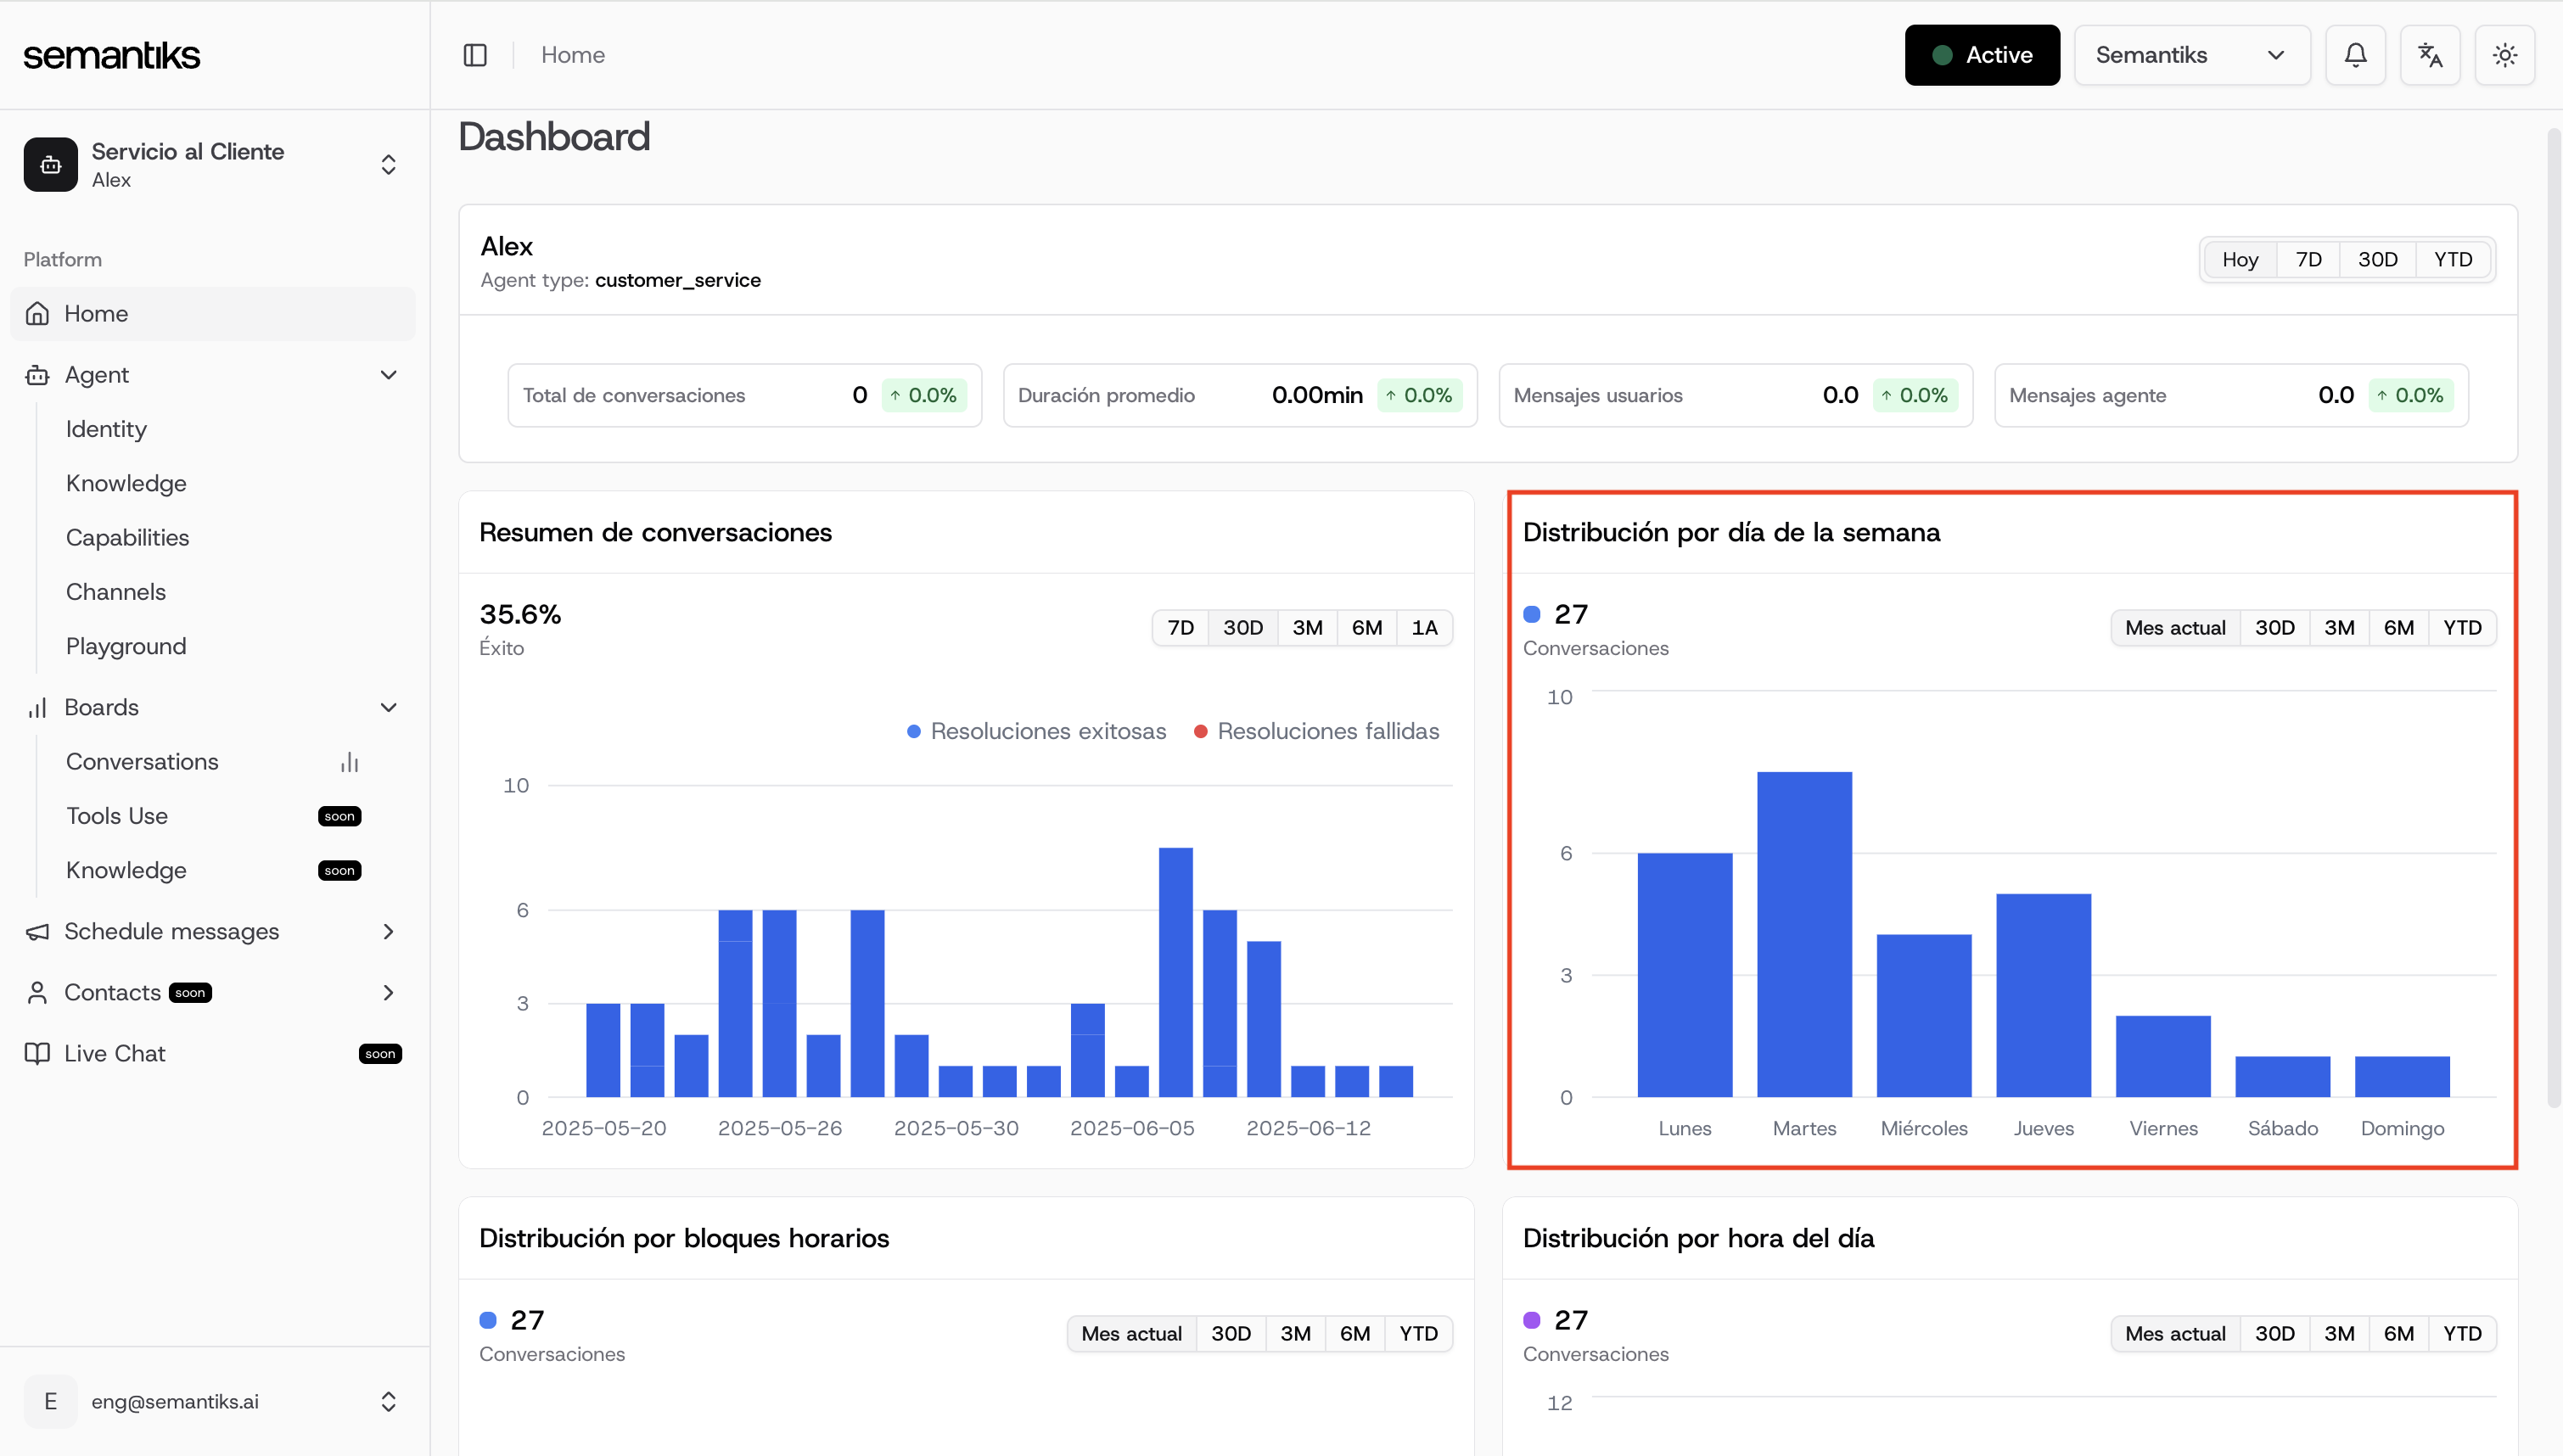 semantiks
Home
Active
Semantiks
Servicio al Cliente
Alex
Platform
Home
Agent
Identity
Knowledge
Capabilities
Channels
Playground
Boards
Conversations
Tools Use soon
Knowledge soon
Schedule messages
Contacts soon
Live Chat soon
E eng@semantiks.ai
Dashboard
Alex
Agent type: customer_service
Hoy 7D 30D YTD
Total de conversaciones 0 ↑ 0.0%
Duración promedio 0.00min ↑ 0.0%
Mensajes usuarios 0.0 ↑ 0.0%
Mensajes agente 0.0 ↑ 0.0%
Resumen de conversaciones
35.6%
Éxito
7D 30D 3M 6M 1A
Resoluciones exitosas Resoluciones fallidas
10
6
3
0
2025-05-20 2025-05-26 2025-05-30 2025-06-05 2025-06-12
Distribución por día de la semana
27
Conversaciones
Mes actual 30D 3M 6M YTD
10
6
3
0
Lunes Martes Miércoles Jueves Viernes Sábado Domingo
Distribución por bloques horarios
27
Conversaciones
Mes actual 30D 3M 6M YTD
Distribución por hora del día
27
Conversaciones
Mes actual 30D 3M 6M YTD
12